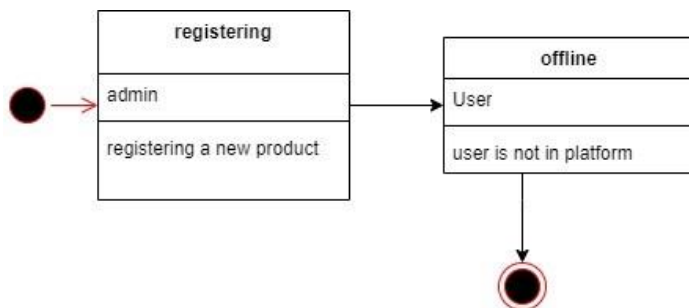 registering
admin
registering a new product
offline
User
user is not in platform